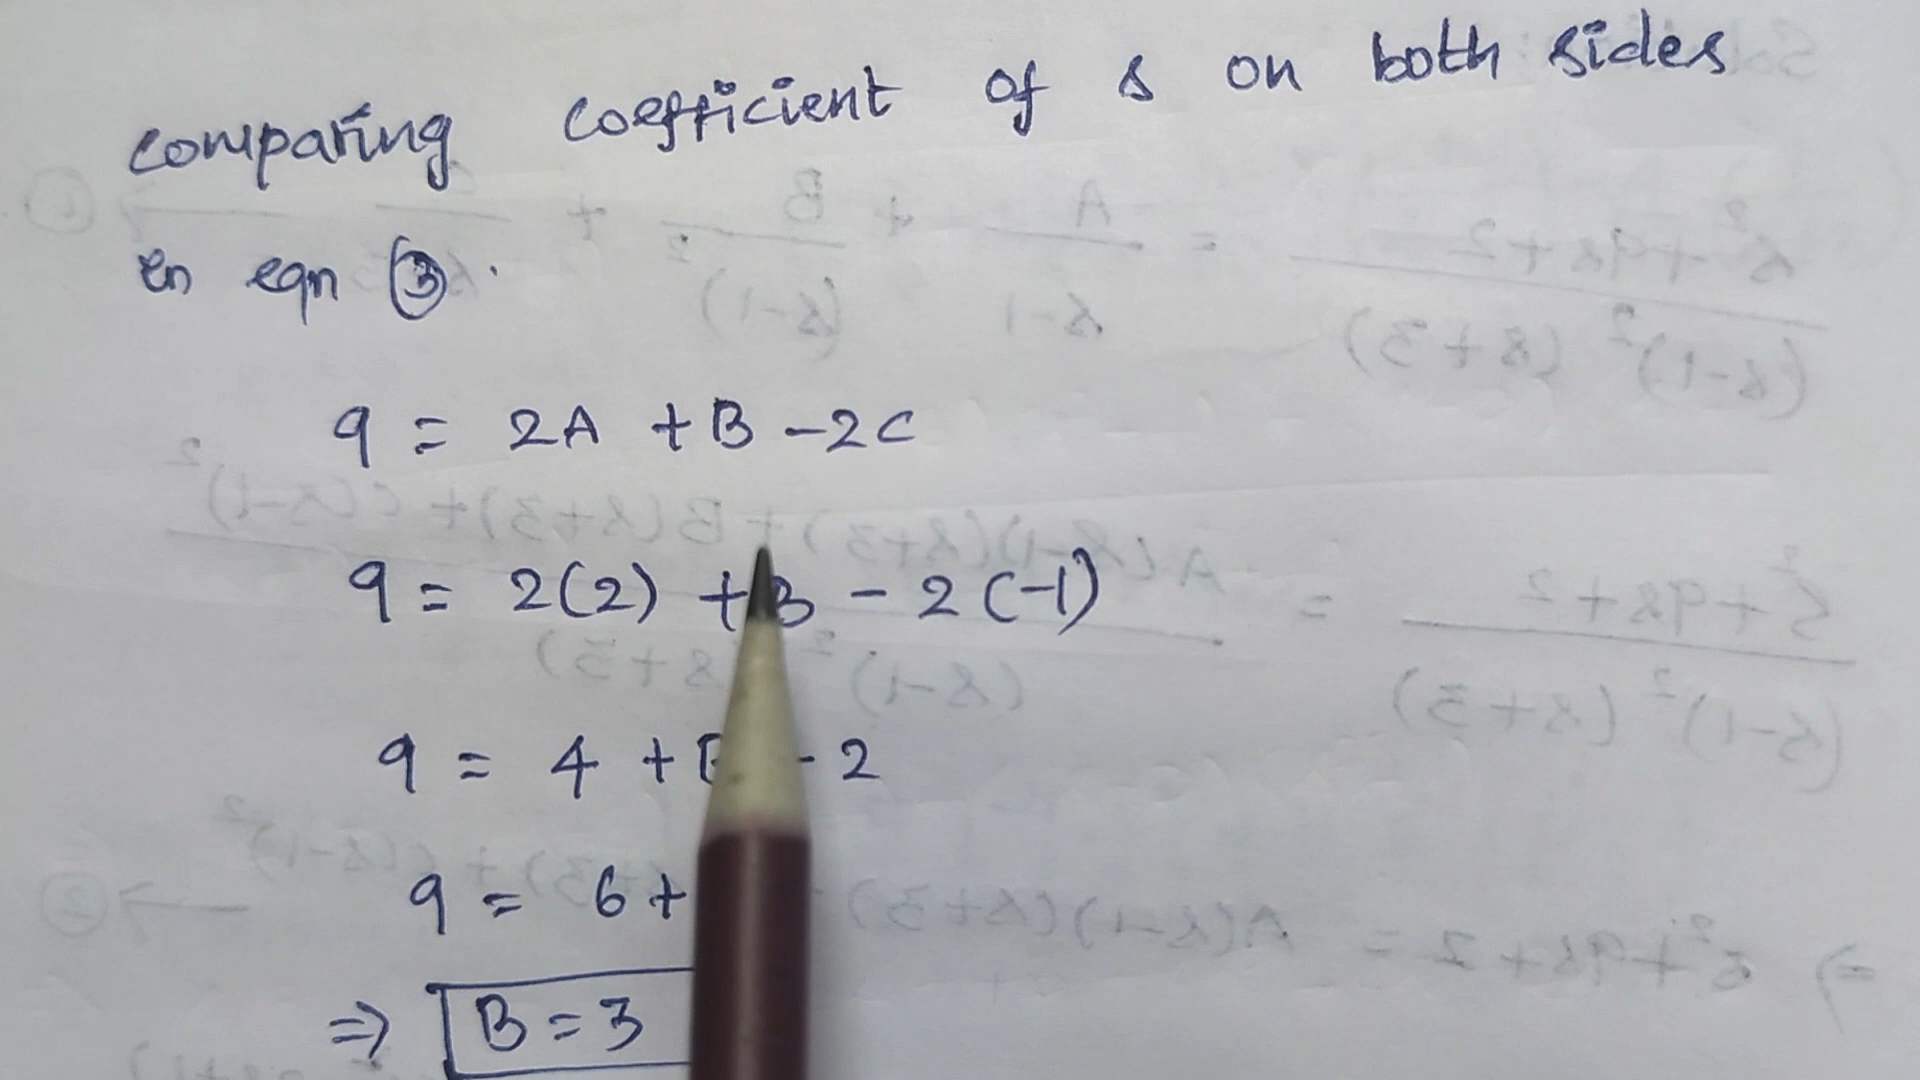 comparing coefficient of s on both sides
in eqn ③.
9 = 2A + B - 2C
9 = 2(2) + B - 2(-1)
9 = 4 + B - 2
9 = 6 +
⇒ B = 3